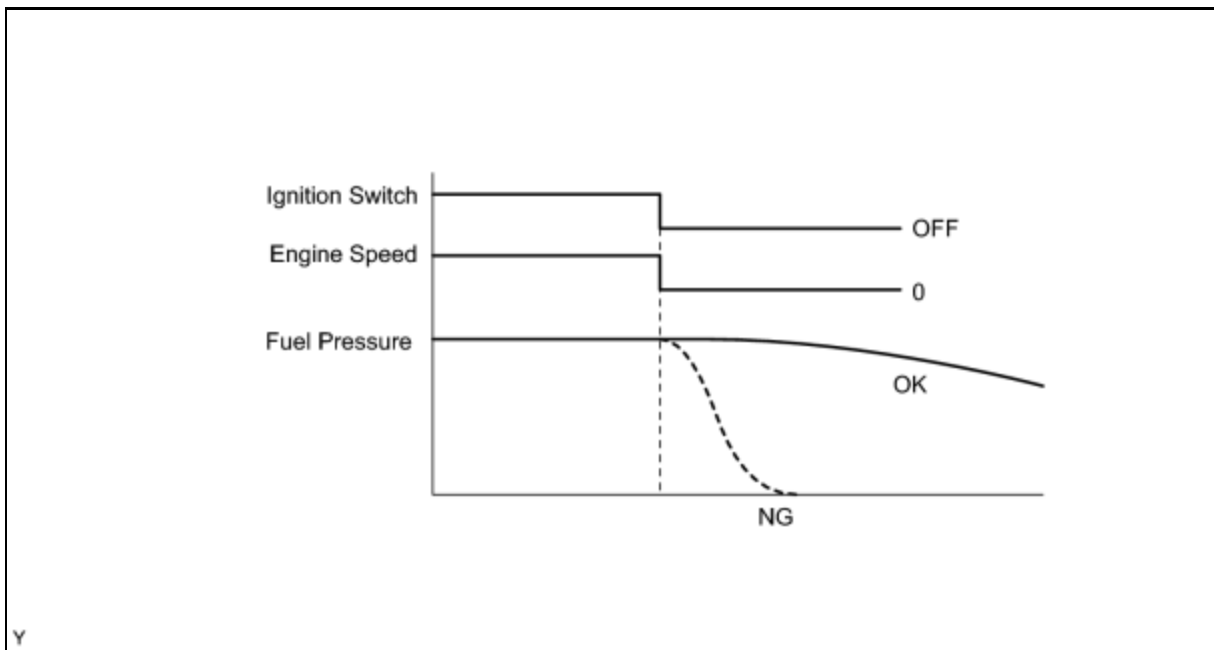 Ignition Switch
OFF
Engine Speed
0
Fuel Pressure
OK
NG
Y